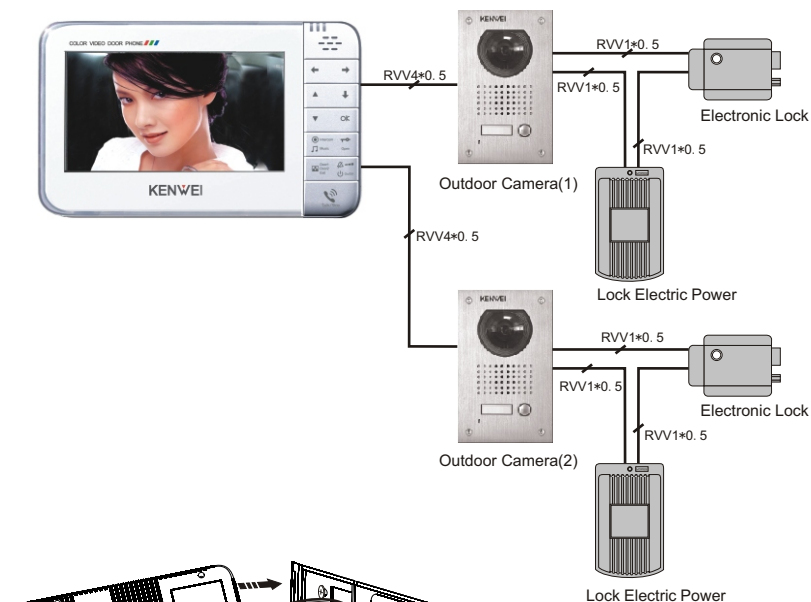 KENWEI
COLOR VIDEO DOOR PHONE
RVV4*0. 5
RVV1*0. 5
RVV1*0. 5
Electronic Lock
OK
RVV1*0. 5
KENWEI
Outdoor Camera(1)
RVV4*0. 5
Lock Electric Power
KENWEI
RVV1*0. 5
RVV1*0. 5
Electronic Lock
RVV1*0. 5
Outdoor Camera(2)
Lock Electric Power